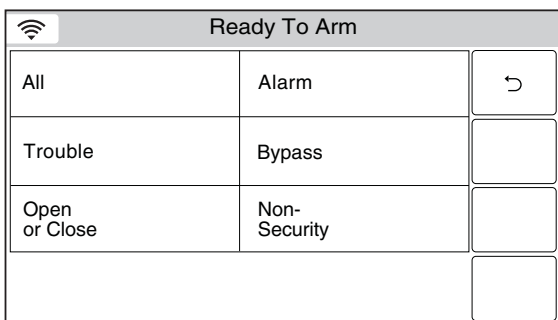 Ready To Arm
All
Alarm
Trouble
Bypass
Open
or Close
Non-
Security